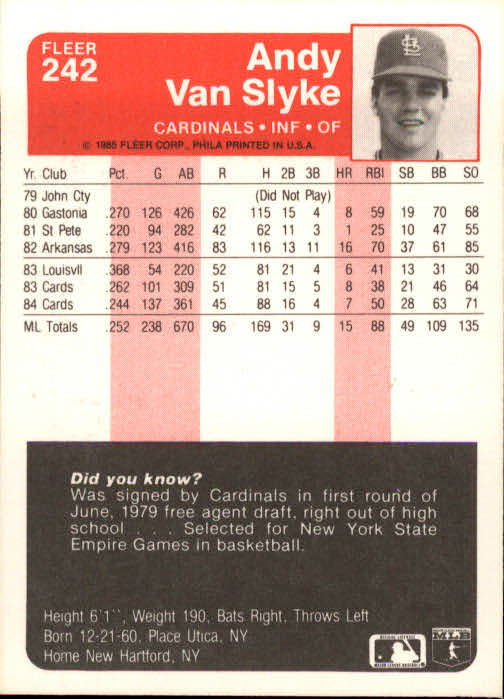 FLEER
242
Andy
Van Slyke
CARDINALS • INF • OF
© 1985 FLEER CORP., PHILA PRINTED IN U.S.A.
Yr. Club Pct. G AB R H 2B 3B HR RBI SB BB SO
79 John Cty (Did Not Play)
80 Gastonia .270 126 426 62 115 15 4 8 59 19 70 68
81 St Pete .220 94 282 42 62 11 3 1 25 10 47 55
82 Arkansas .279 123 416 83 116 13 11 16 70 37 61 85
83 Louisvll .368 54 220 52 81 21 4 6 41 13 31 30
83 Cards .262 101 309 51 81 15 5 8 38 21 46 64
84 Cards .244 137 361 45 88 16 4 7 50 28 63 71
ML Totals .252 238 670 96 169 31 9 15 88 49 109 135
Did you know?
Was signed by Cardinals in first round of
June, 1979 free agent draft, right out of high
school . . . Selected for New York State
Empire Games in basketball.
Height 6'1'', Weight 190, Bats Right, Throws Left
Born 12-21-60, Place Utica, NY
Home New Hartford, NY
MLB